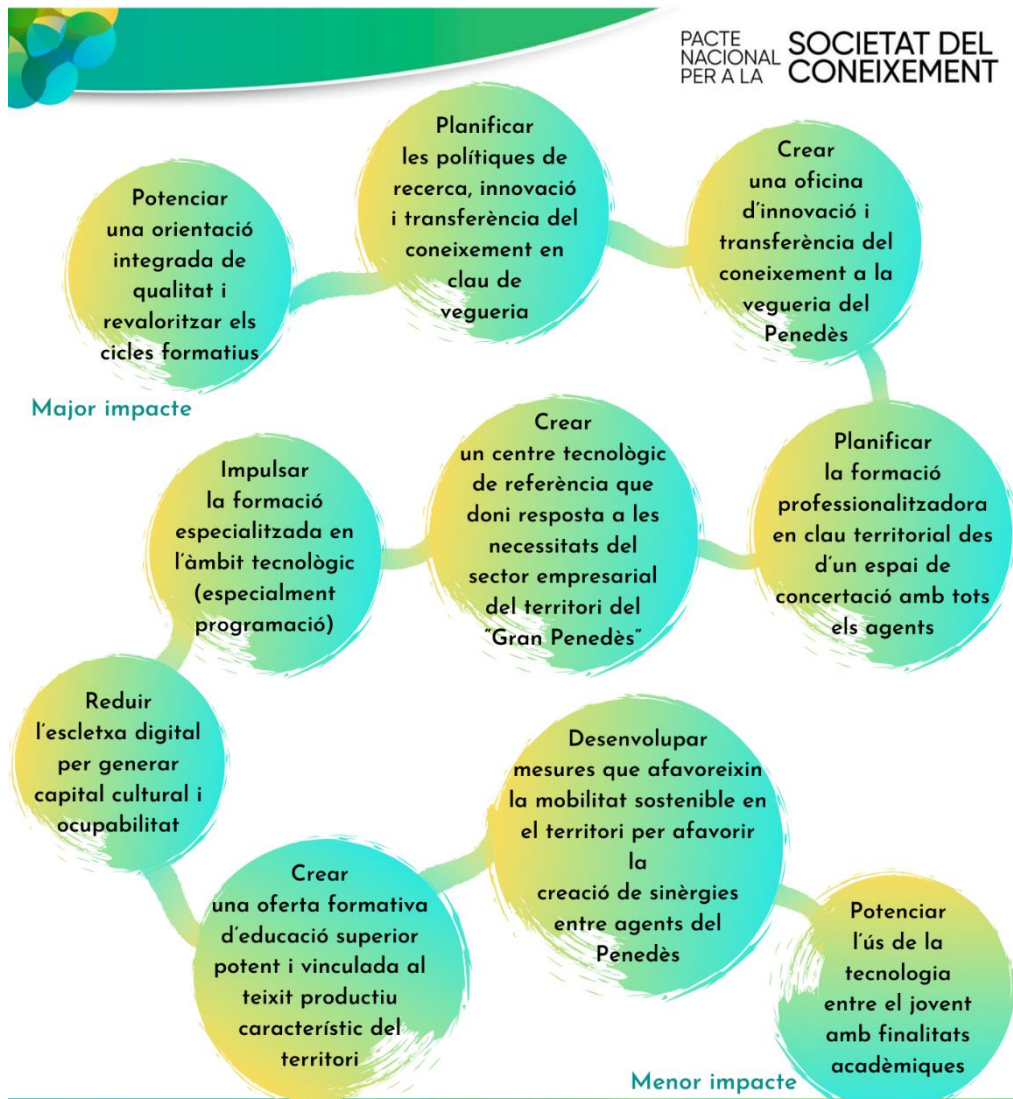 PACTE
NACIONAL
PER A LA
SOCIETAT DEL
CONEIXEMENT
Potenciar
una orientació
integrada de
qualitat i
revaloritzar els
cicles formatius
Major impacte
Planificar
les polítiques de
recerca, innovació
i transferència del
coneixement en
clau de
vegueria
Crear
una oficina
d'innovació i
transferència del
coneixement a la
vegueria del
Penedès
Planificar
la formació
professionalitzadora
en clau territorial des
d'un espai de
concertació amb tots
els agents
Crear
un centre tecnològic
de referència que
doni resposta a les
necessitats del
sector empresarial
del territori del
"Gran Penedès"
Impulsar
la formació
especialitzada en
l'àmbit tecnològic
(especialment
programació)
Reduir
l'escletxa digital
per generar
capital cultural i
ocupabilitat
Crear
una oferta formativa
d'educació superior
potent i vinculada al
teixit productiu
característic del
territori
Desenvolupar
mesures que afavoreixin
la mobilitat sostenible en
el territori per afavorir
la
creació de sinèrgies
entre agents del
Penedès
Potenciar
l'ús de la
tecnologia
entre el jovent
amb finalitats
acadèmiques
Menor impacte